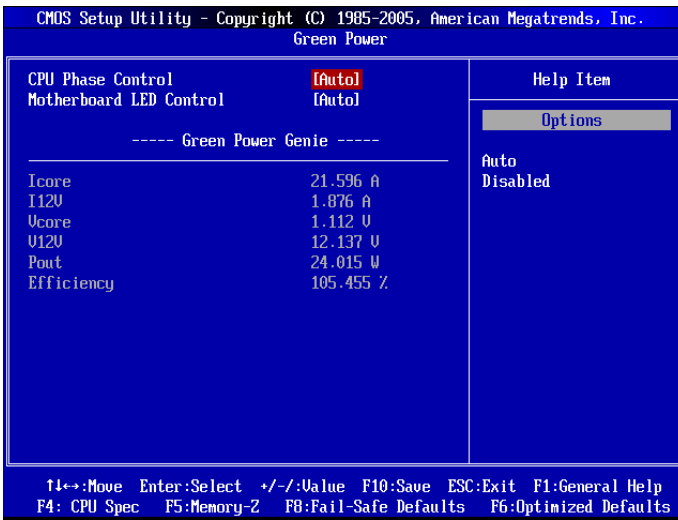 CMOS Setup Utility - Copyright (C) 1985-2005, American Megatrends, Inc.
Green Power
CPU Phase Control [Auto]
Motherboard LED Control [Auto]
----- Green Power Genie -----
Icore 21.596 A
I12V 1.876 A
Vcore 1.112 V
V12V 12.137 V
Pout 24.015 W
Efficiency 105.455 %
Help Item
Options
Auto
Disabled
↑↓←→:Move Enter:Select +/-/:Value F10:Save ESC:Exit F1:General Help
F4: CPU Spec F5:Memory-Z F8:Fail-Safe Defaults F6:Optimized Defaults